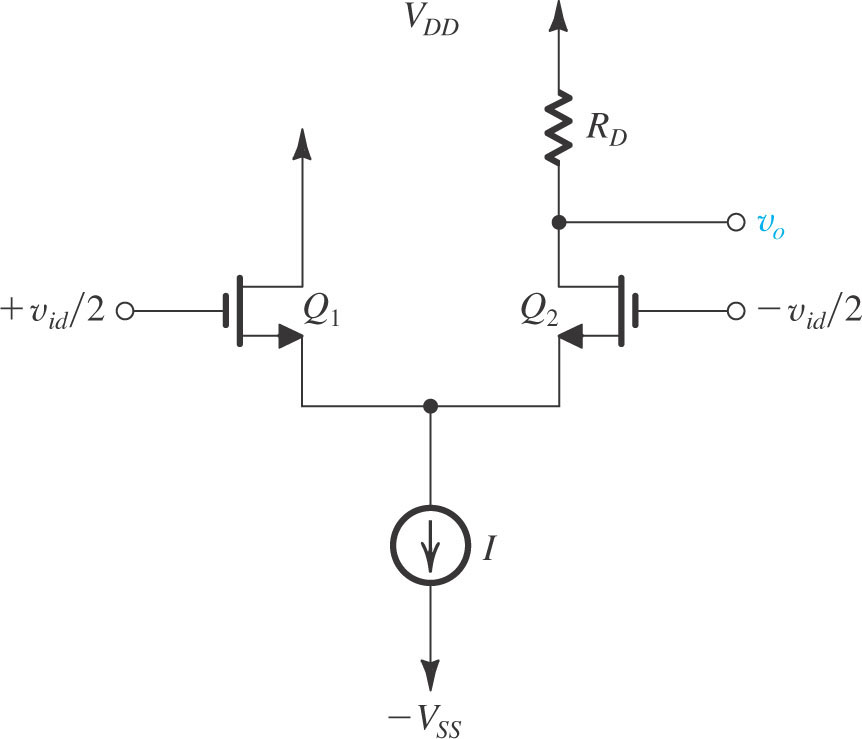 V_DD
R_D
v_o
+v_id/2
Q_1
Q_2
−v_id/2
I
−V_SS